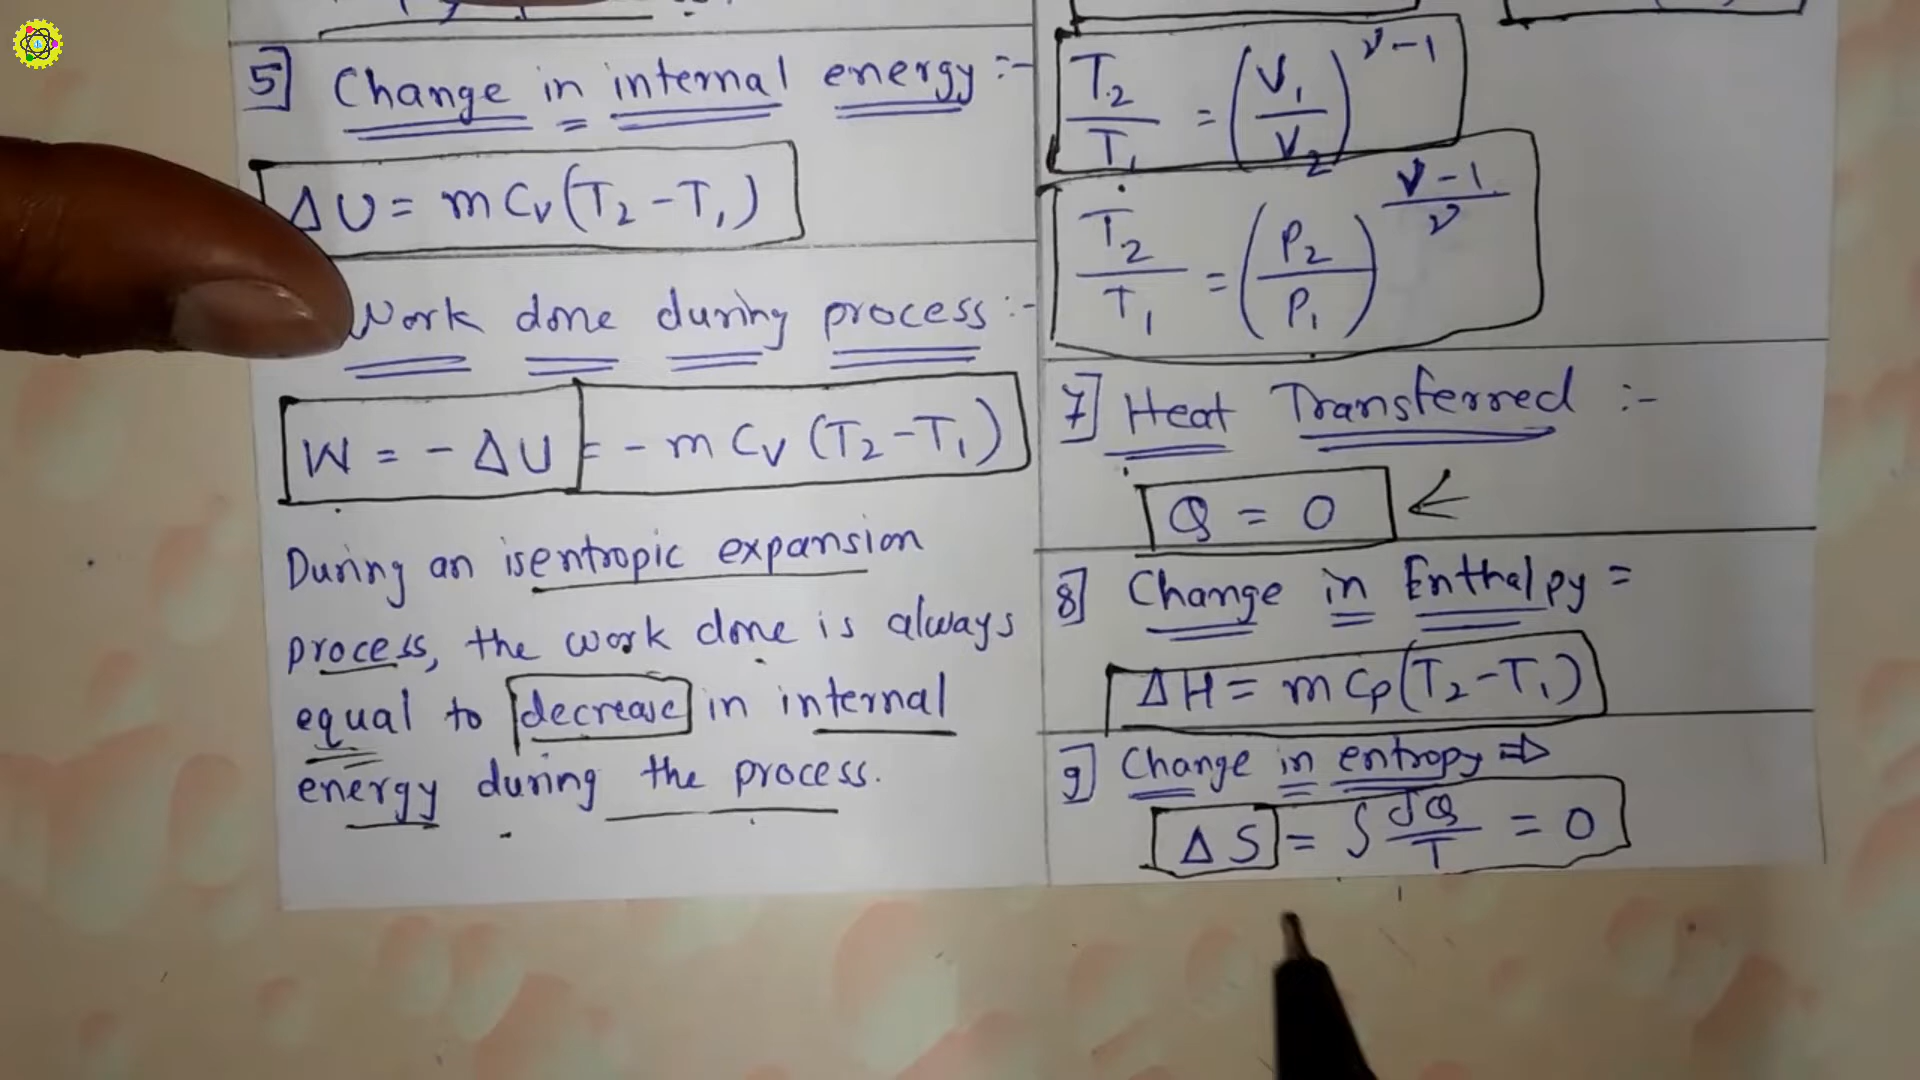 5] Change in internal energy :-
ΔU = m Cv (T2 - T1)
Work done during process :-
W = - ΔU = - m Cv (T2 - T1)
During an isentropic expansion
process, the work done is always
equal to decrease in internal
energy during the process.
T2/T1 = (V1/V2)^γ-1
T2/T1 = (P2/P1)^γ-1/γ
7] Heat Transferred :-
Q = 0 <
8] Change in Enthalpy =
ΔH = m Cp (T2 - T1)
9] Change in entropy ⇒
ΔS = ∫ dQ/T = 0